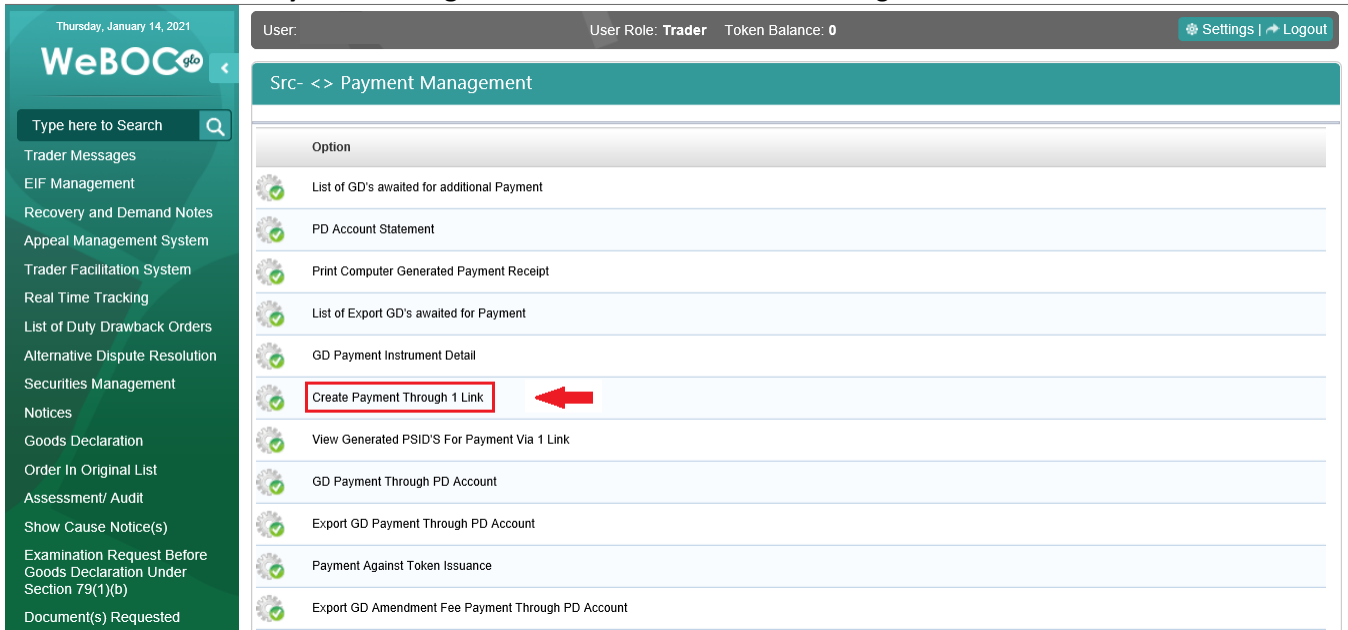 Thursday, January 14, 2021
WeBOC glo
User:
User Role: Trader
Token Balance: 0
Settings | Logout
Src- <> Payment Management
Type here to Search
Trader Messages
EIF Management
Recovery and Demand Notes
Appeal Management System
Trader Facilitation System
Real Time Tracking
List of Duty Drawback Orders
Alternative Dispute Resolution
Securities Management
Notices
Goods Declaration
Order In Original List
Assessment/ Audit
Show Cause Notice(s)
Examination Request Before
Goods Declaration Under
Section 79(1)(b)
Document(s) Requested
Option
List of GD's awaited for additional Payment
PD Account Statement
Print Computer Generated Payment Receipt
List of Export GD's awaited for Payment
GD Payment Instrument Detail
Create Payment Through 1 Link
View Generated PSID'S For Payment Via 1 Link
GD Payment Through PD Account
Export GD Payment Through PD Account
Payment Against Token Issuance
Export GD Amendment Fee Payment Through PD Account